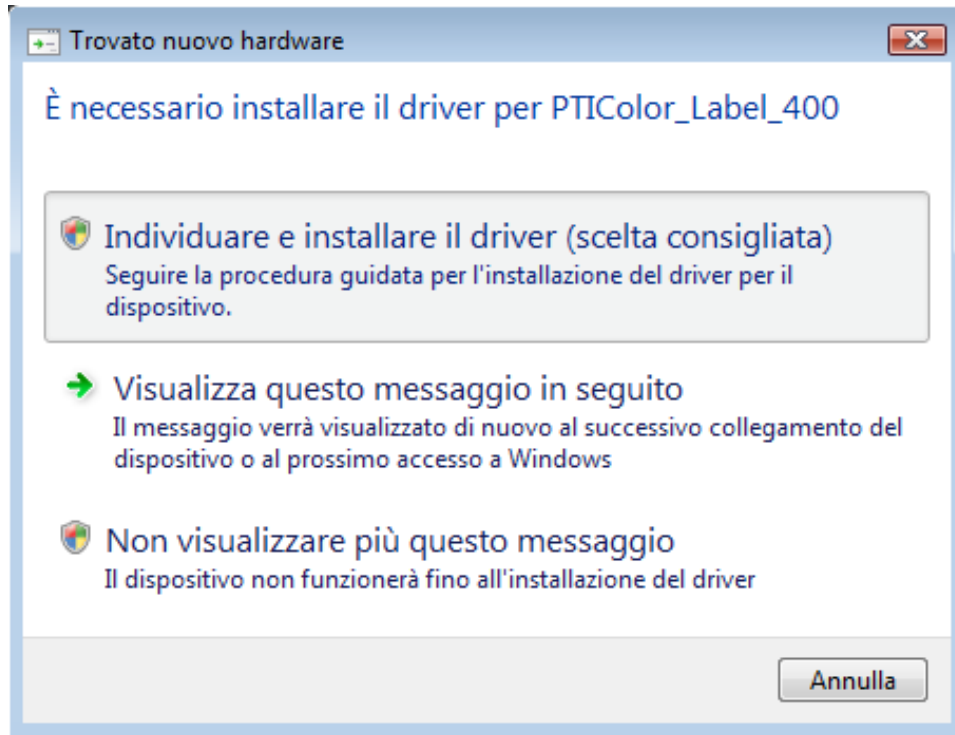 Trovato nuovo hardware
È necessario installare il driver per PTIColor_Label_400
Individuare e installare il driver (scelta consigliata)
Seguire la procedura guidata per l'installazione del driver per il
dispositivo.
Visualizza questo messaggio in seguito
Il messaggio verrà visualizzato di nuovo al successivo collegamento del
dispositivo o al prossimo accesso a Windows
Non visualizzare più questo messaggio
Il dispositivo non funzionerà fino all'installazione del driver
Annulla